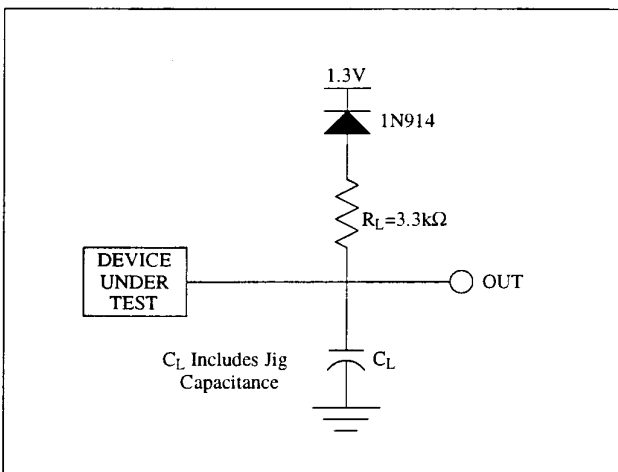 1.3V
1N914
R_L=3.3kΩ
DEVICE
UNDER
TEST
OUT
C_L Includes Jig
Capacitance
C_L